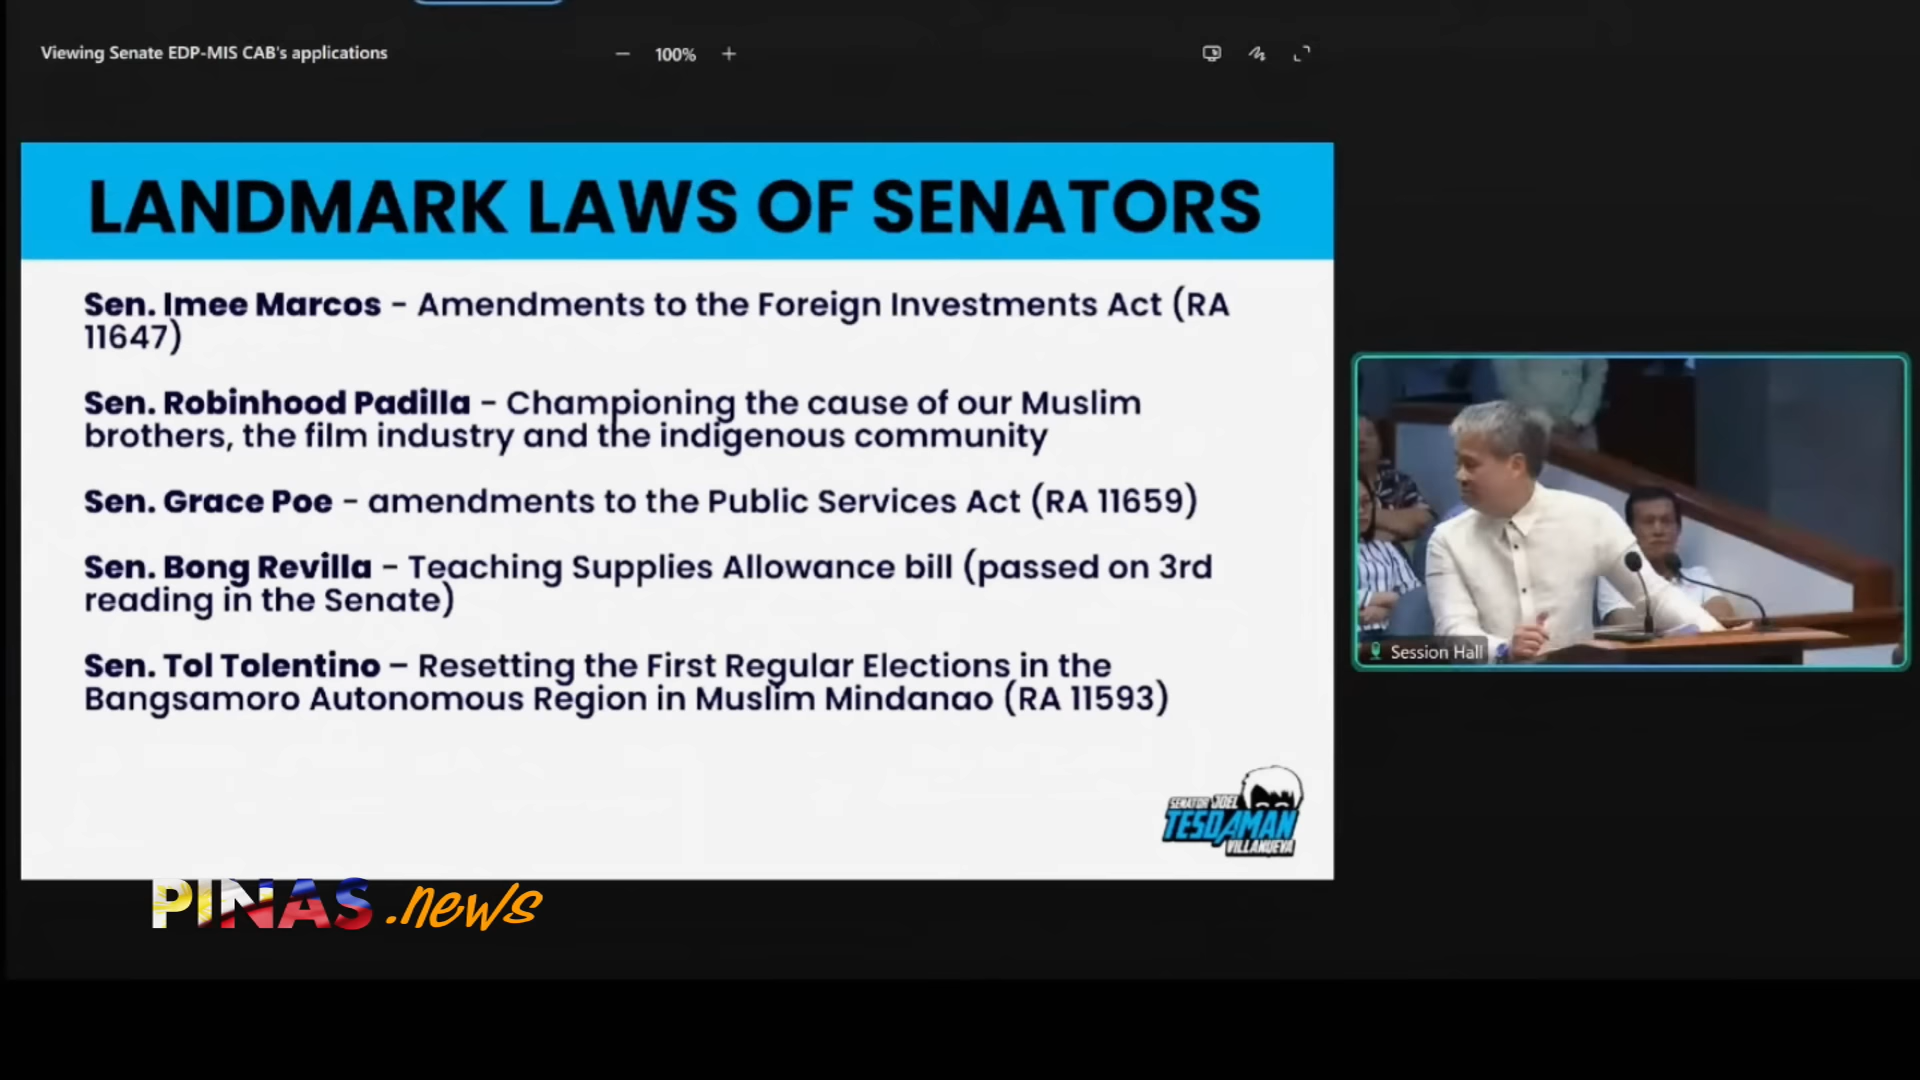 Viewing Senate EDP-MIS CAB's applications
− 100% +
LANDMARK LAWS OF SENATORS
Sen. Imee Marcos - Amendments to the Foreign Investments Act (RA
11647)
Sen. Robinhood Padilla - Championing the cause of our Muslim
brothers, the film industry and the indigenous community
Sen. Grace Poe - amendments to the Public Services Act (RA 11659)
Sen. Bong Revilla - Teaching Supplies Allowance bill (passed on 3rd
reading in the Senate)
Sen. Tol Tolentino – Resetting the First Regular Elections in the
Bangsamoro Autonomous Region in Muslim Mindanao (RA 11593)
Session Hall
SENATOR JOEL
TESDAMAN
VILLANUEVA
PINAS.news